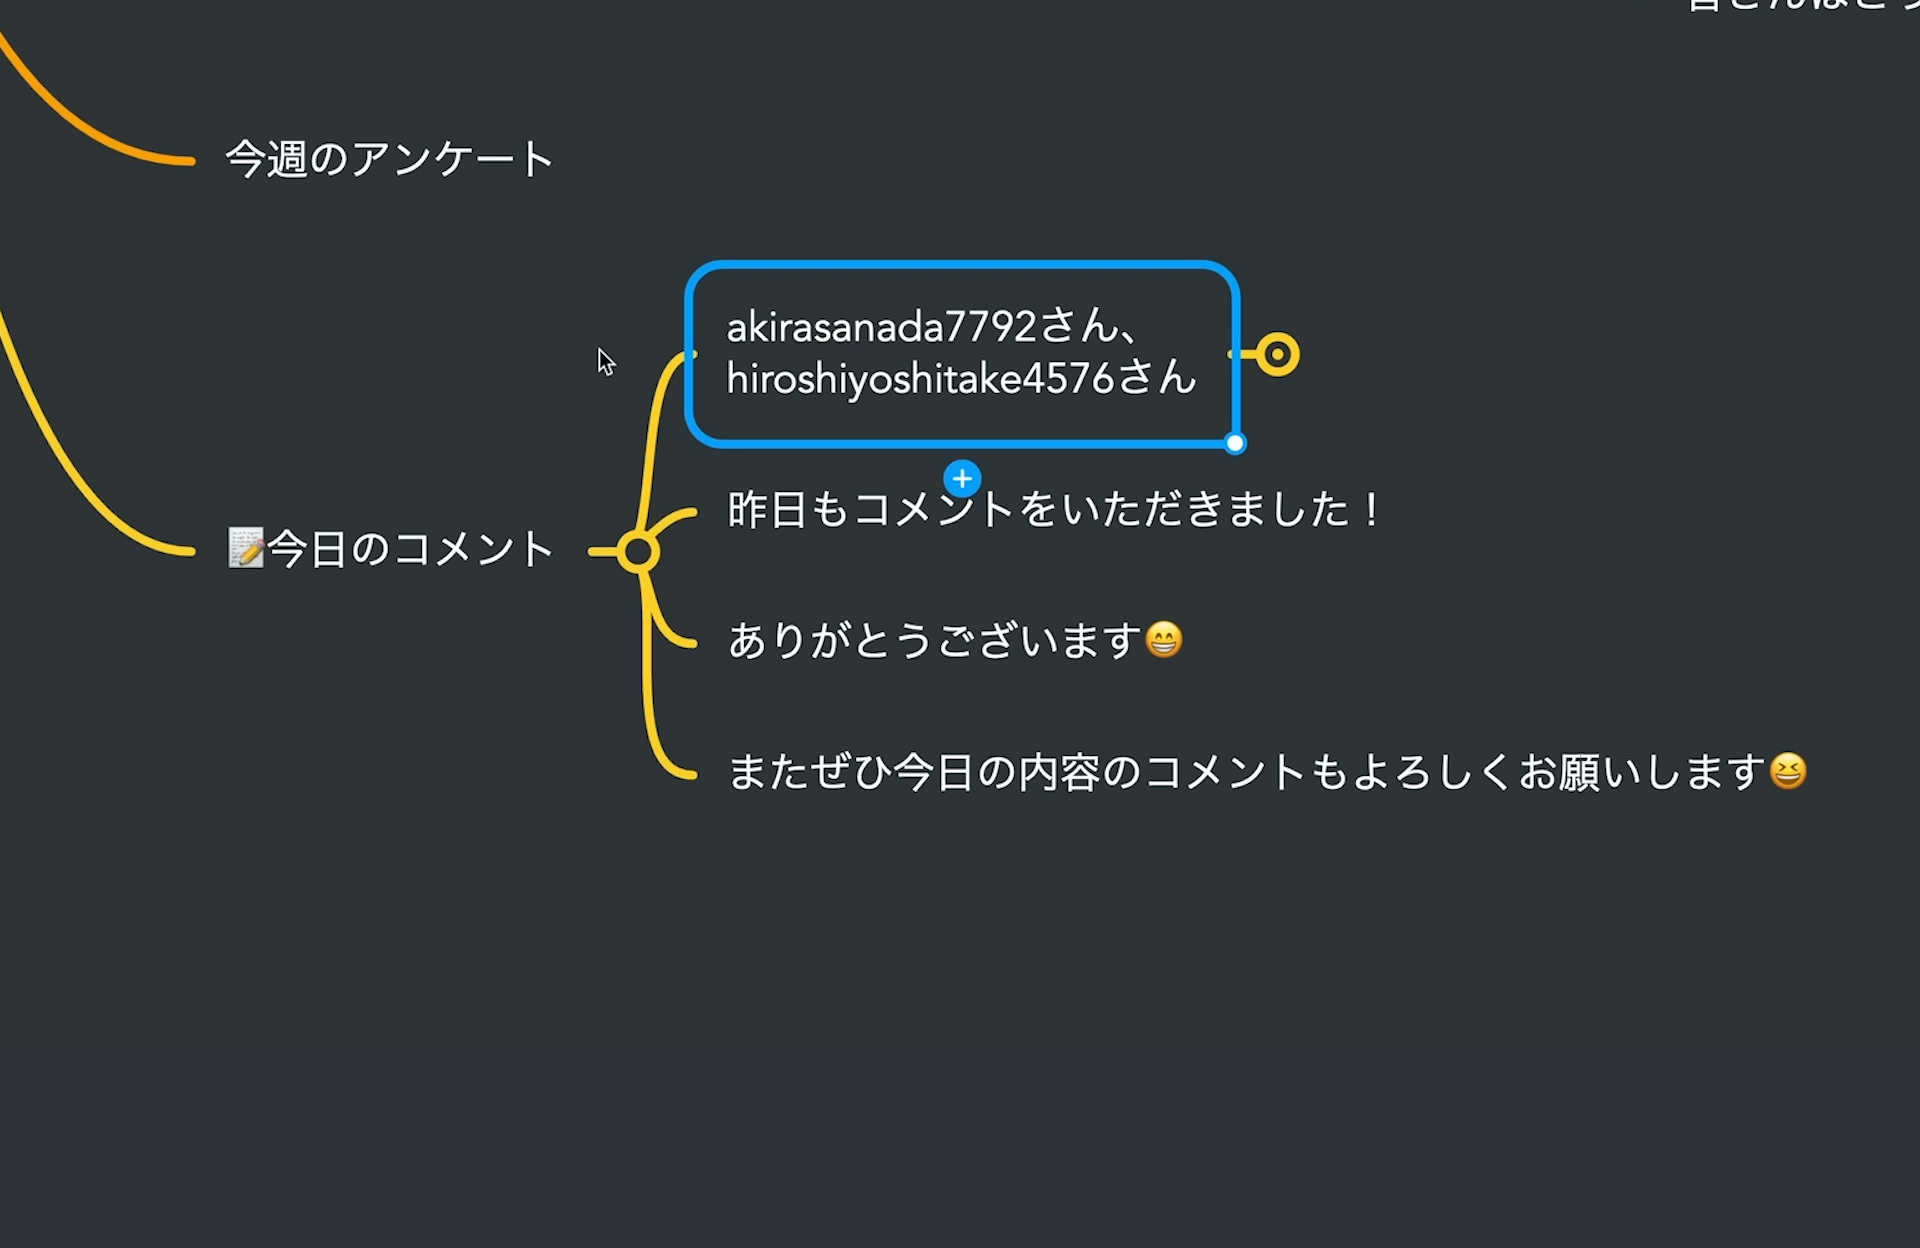 今週のアンケート
akirasanada7792さん、
hiroshiyoshitake4576さん
昨日もコメントをいただきました！
📝今日のコメント
ありがとうございます😁
またぜひ今日の内容のコメントもよろしくお願いします😆